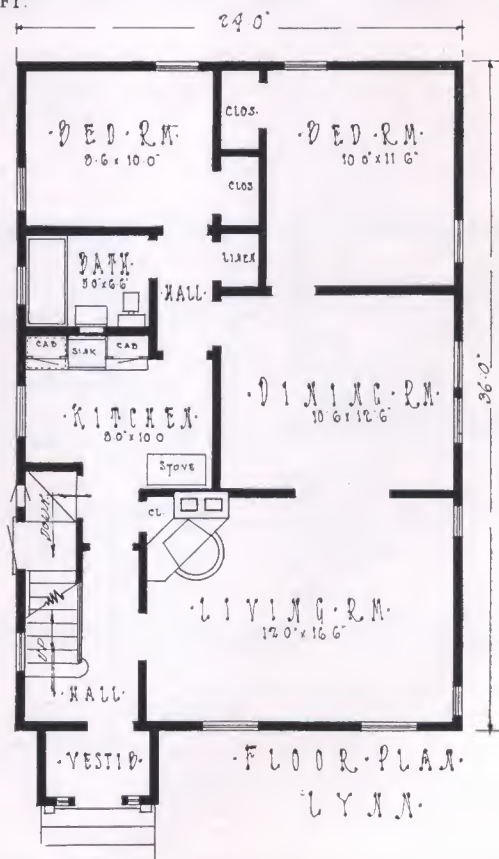 FT.
24'-0"
CLOS.
·BED·RM·
8-6 x 10-0"
·BED·RM·
10'0" x 11'6"
CLOS
LINEN
·BATH·
5'0" x 6'6"
·HALL·
CAB
SINK
CAB
36'-0"
·DINING·RM·
10'6 x 12'6"
·KITCHEN·
8'0" x 10'0
STOVE
CL.
DOWN
·LIVING·RM·
12'0" x 16'6"
UP
·HALL·
·VESTIB·
·FLOOR·PLAN·
·LYNN·